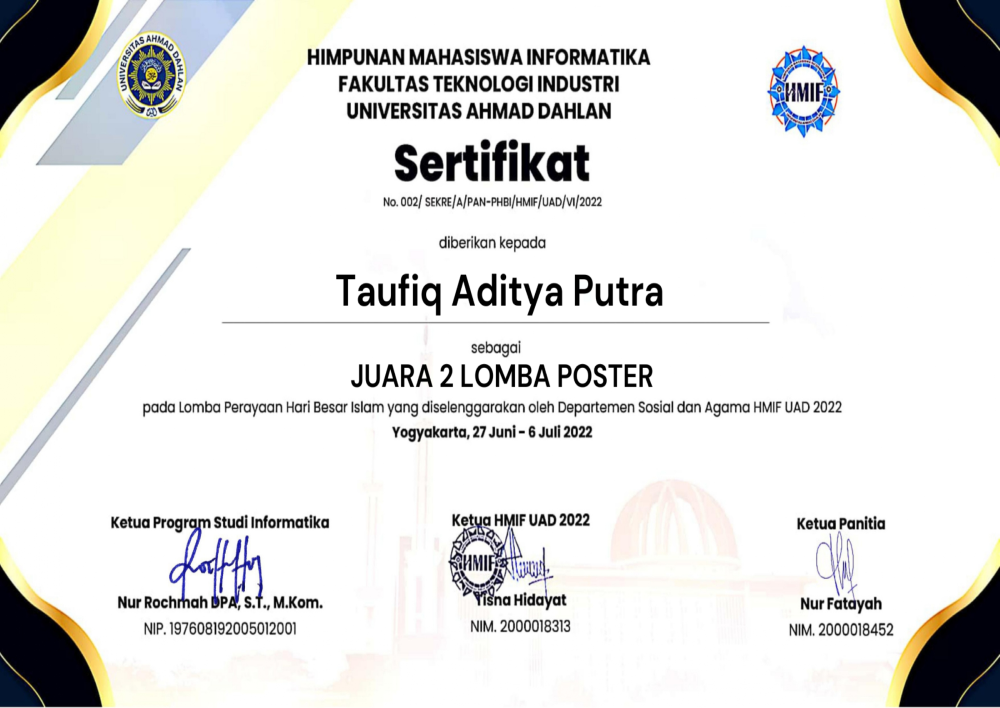 UNIVERSITAS AHMAD DAHLAN
HIMPUNAN MAHASISWA INFORMATIKA
FAKULTAS TEKNOLOGI INDUSTRI
UNIVERSITAS AHMAD DAHLAN
HMIF
Sertifikat
No. 002/ SEKRE/A/PAN-PHBI/HMIF/UAD/VI/2022
diberikan kepada
Taufiq Aditya Putra
sebagai
JUARA 2 LOMBA POSTER
pada Lomba Perayaan Hari Besar Islam yang diselenggarakan oleh Departemen Sosial dan Agama HMIF UAD 2022
Yogyakarta, 27 Juni - 6 Juli 2022
Ketua Program Studi Informatika
Nur Rochmah DPA, S.T., M.Kom.
NIP. 197608192005012001
Ketua HMIF UAD 2022
HMIF
Yisna Hidayat
NIM. 2000018313
Ketua Panitia
Nur Fatayah
NIM. 2000018452